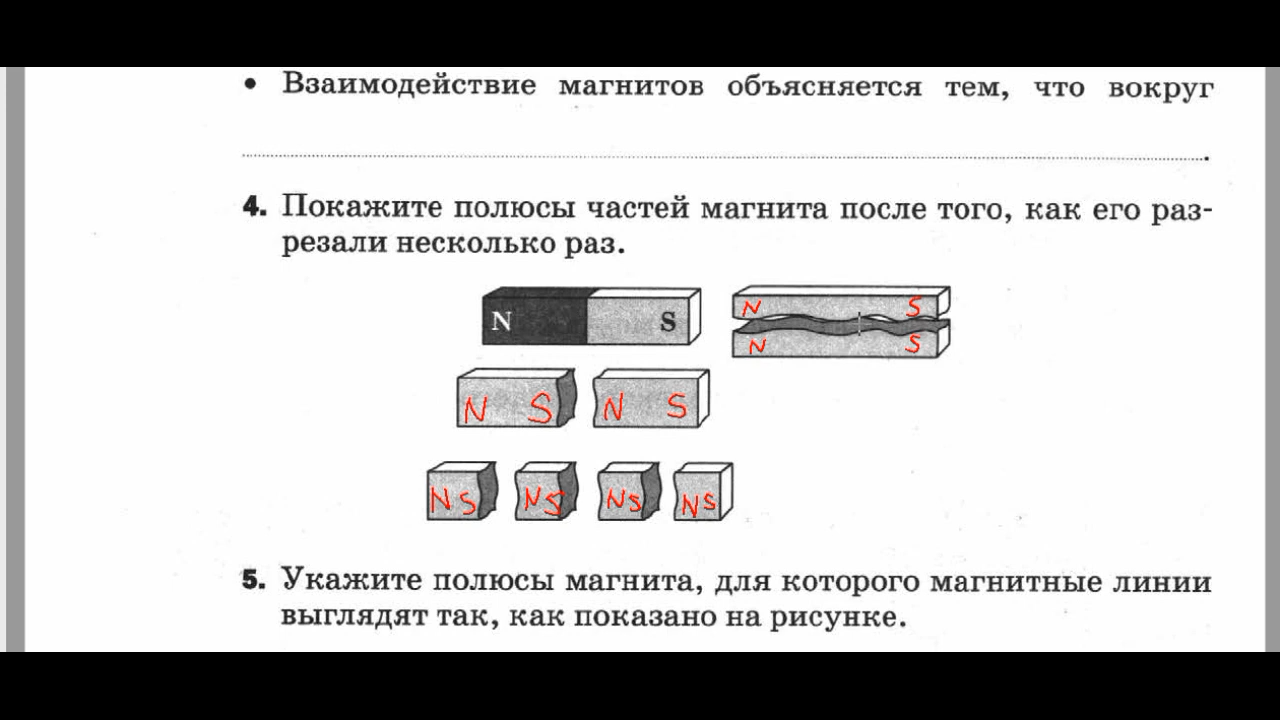 • Взаимодействие магнитов объясняется тем, что вокруг
.
4. Покажите полюсы частей магнита после того, как его раз-
резали несколько раз.
N S N S
N S
N S N S
N S N S N S N S
5. Укажите полюсы магнита, для которого магнитные линии
выглядят так, как показано на рисунке.